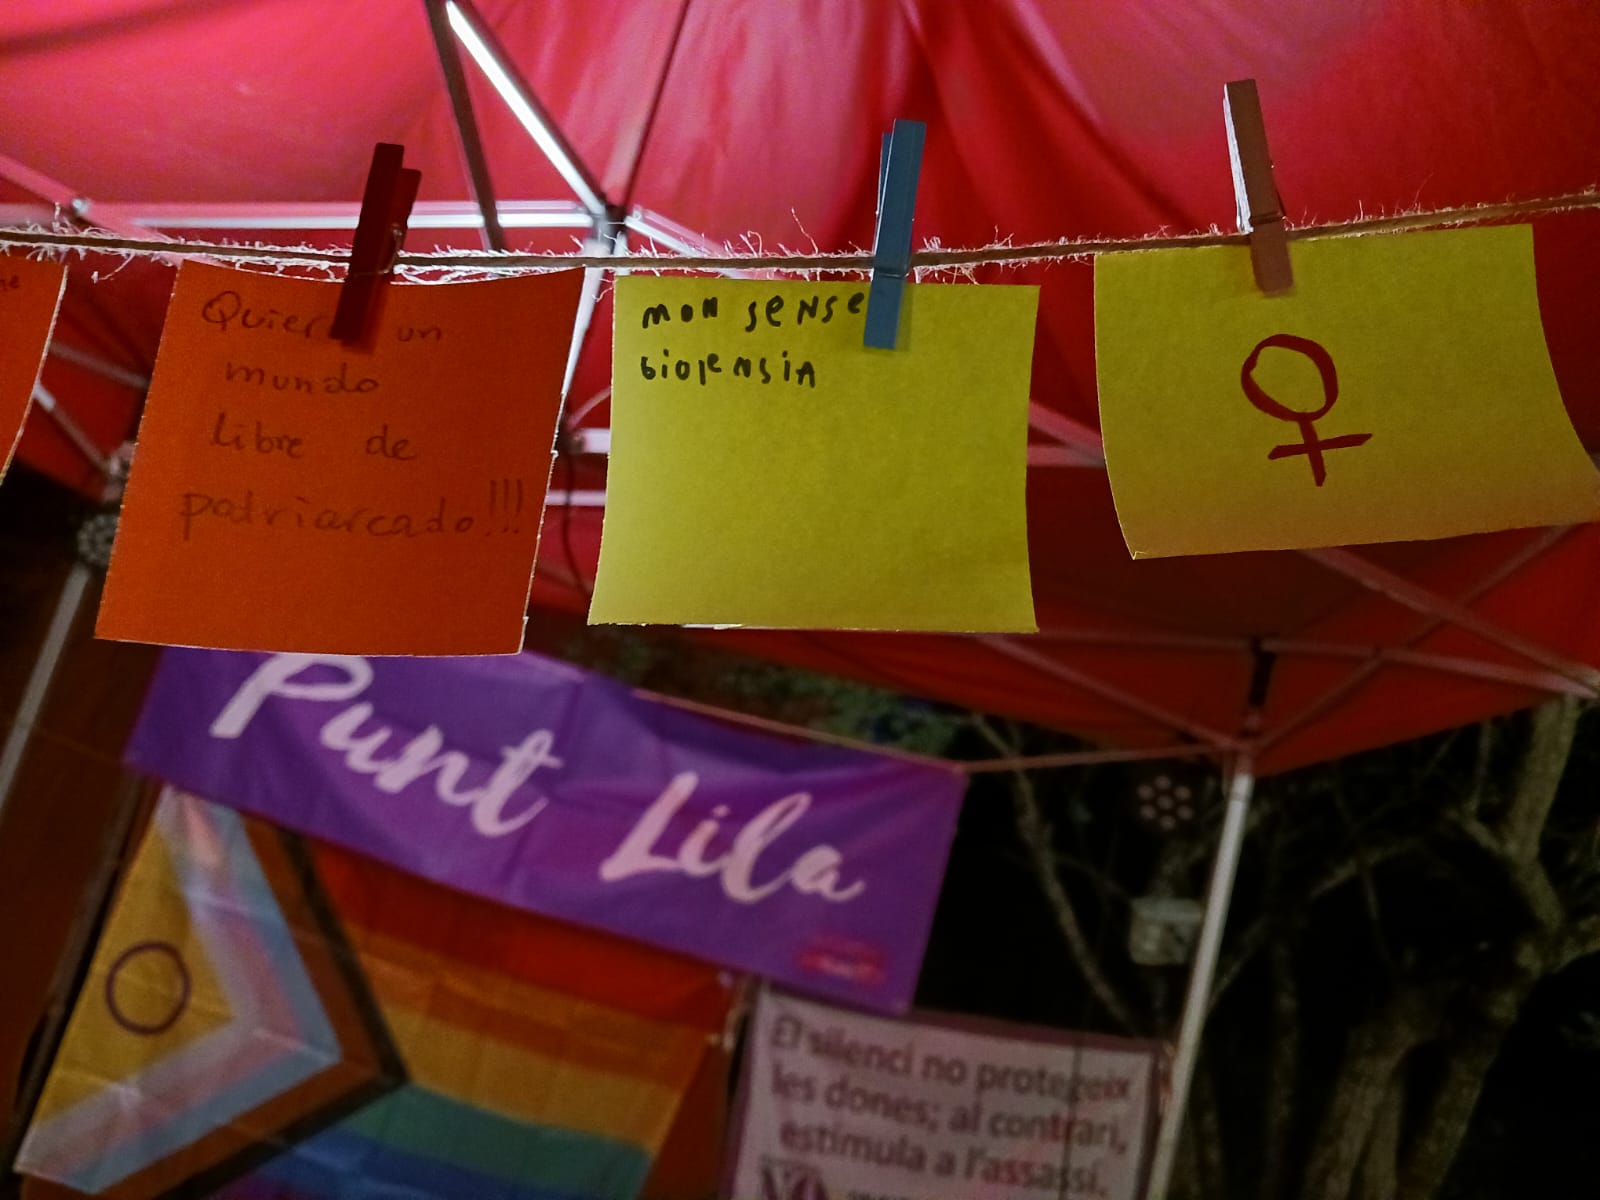 Quiero un
mundo
libre de
patriarcado!!!
mon sense
biolensia
Punt Lila
El silenci no protegeix
les dones; al contrari,
estimula a l'assassí.